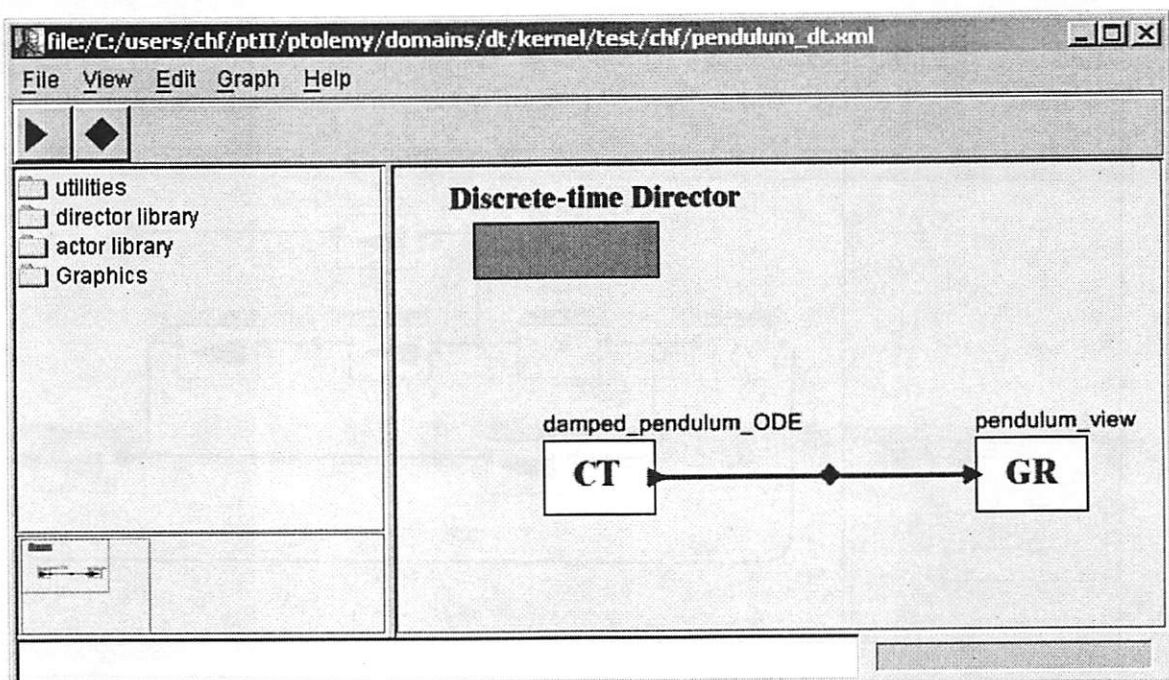 file:/C:/users/chf/ptII/ptolemy/domains/dt/kernel/test/chf/pendulum_dt.xml
File View Edit Graph Help
utilities
director library
actor library
Graphics
Discrete-time Director
damped_pendulum_ODE
CT
pendulum_view
GR